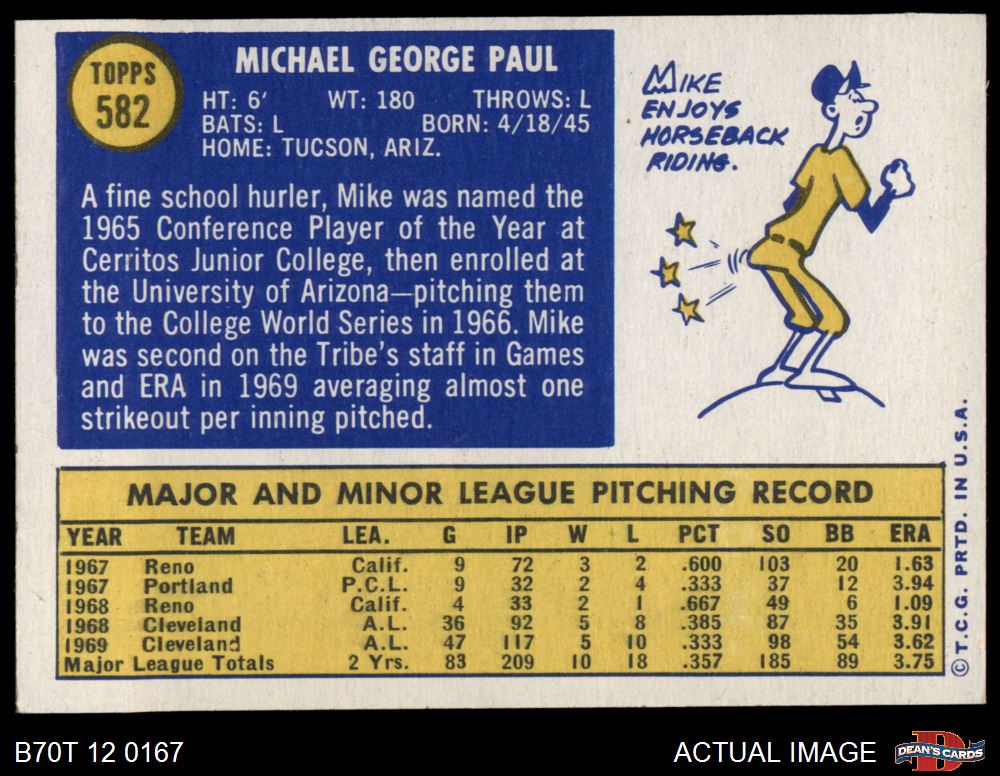 TOPPS
582
MICHAEL GEORGE PAUL
HT: 6' WT: 180 THROWS: L
BATS: L BORN: 4/18/45
HOME: TUCSON, ARIZ.
A fine school hurler, Mike was named the
1965 Conference Player of the Year at
Cerritos Junior College, then enrolled at
the University of Arizona—pitching them
to the College World Series in 1966. Mike
was second on the Tribe's staff in Games
and ERA in 1969 averaging almost one
strikeout per inning pitched.
MIKE
ENJOYS
HORSEBACK
RIDING.
MAJOR AND MINOR LEAGUE PITCHING RECORD
YEAR TEAM LEA. G IP W L PCT SO BB ERA
1967 Reno Calif. 9 72 3 2 .600 103 20 1.63
1967 Portland P.C.L. 9 32 2 4 .333 37 12 3.94
1968 Reno Calif. 4 33 2 1 .667 49 6 1.09
1968 Cleveland A.L. 36 92 5 8 .385 87 35 3.91
1969 Cleveland A.L. 47 117 5 10 .333 98 54 3.62
Major League Totals 2 Yrs. 83 209 10 18 .357 185 89 3.75
© T.C.G. PRTD. IN U.S.A.
B70T 12 0167
ACTUAL IMAGE
D
DEAN'S CARDS